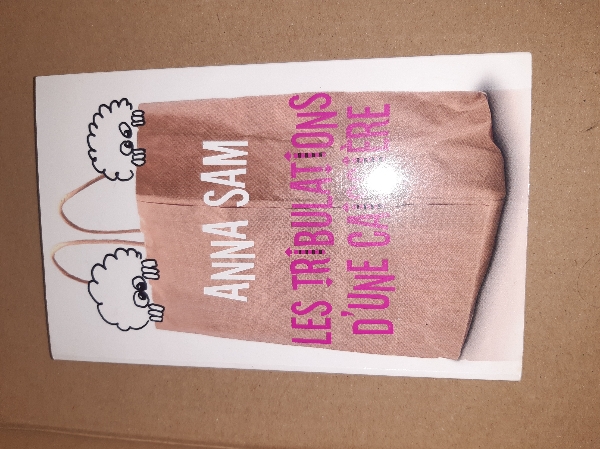 ANNA SAM
LES TRIBULATIONS
D'UNE